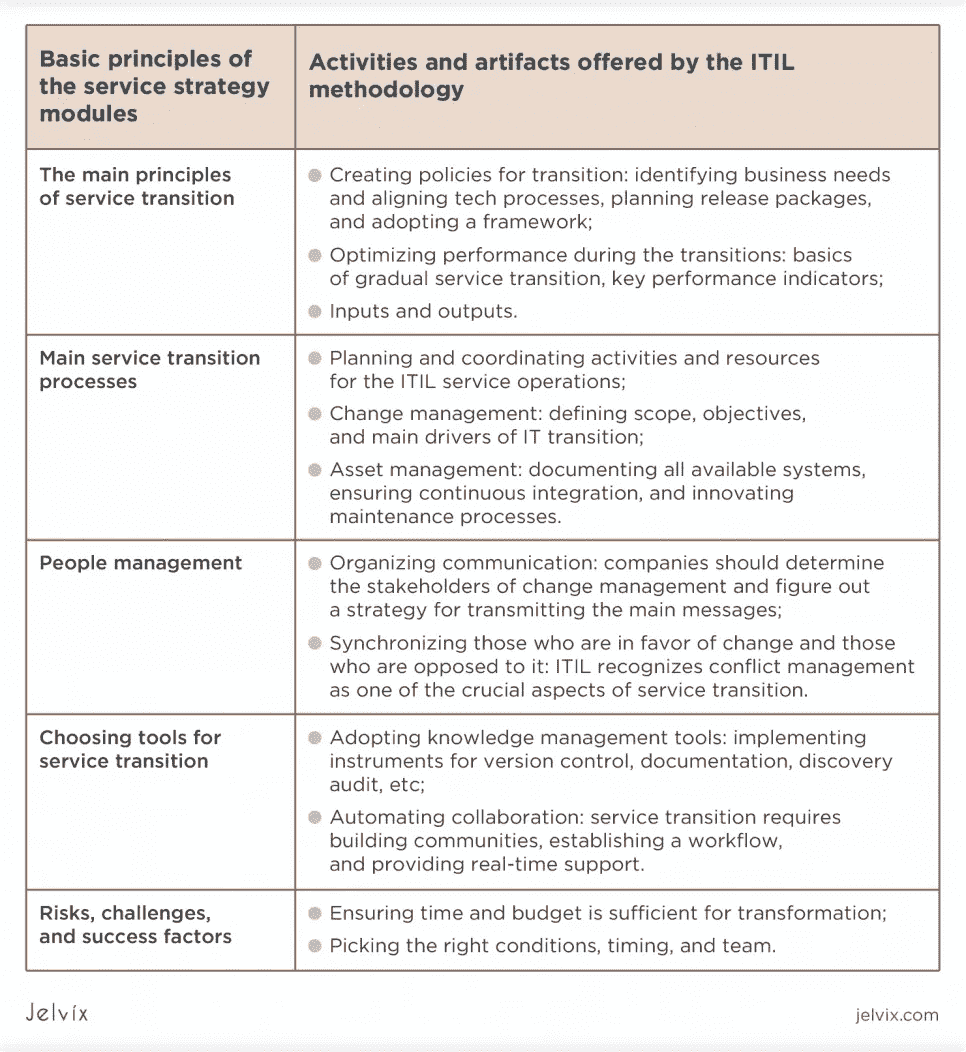 Basic principles of
the service strategy
modules
Activities and artifacts offered by the ITIL
methodology
The main principles
of service transition
Creating policies for transition: identifying business needs
and aligning tech processes, planning release packages,
and adopting a framework;
Optimizing performance during the transitions: basics
of gradual service transition, key performance indicators;
Inputs and outputs.
Main service transition
processes
Planning and coordinating activities and resources
for the ITIL service operations;
Change management: defining scope, objectives,
and main drivers of IT transition;
Asset management: documenting all available systems,
ensuring continuous integration, and innovating
maintenance processes.
People management
Organizing communication: companies should determine
the stakeholders of change management and figure out
a strategy for transmitting the main messages;
Synchronizing those who are in favor of change and those
who are opposed to it: ITIL recognizes conflict management
as one of the crucial aspects of service transition.
Choosing tools for
service transition
Adopting knowledge management tools: implementing
instruments for version control, documentation, discovery
audit, etc;
Automating collaboration: service transition requires
building communities, establishing a workflow,
and providing real-time support.
Risks, challenges,
and success factors
Ensuring time and budget is sufficient for transformation;
Picking the right conditions, timing, and team.
Jelvix
jelvix.com